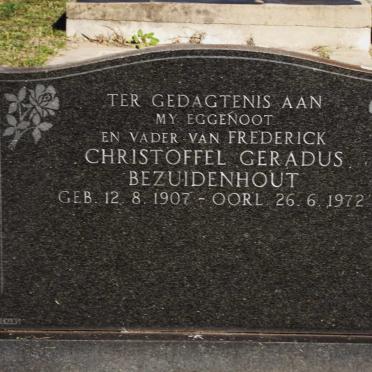 TER GEDAGTENIS AAN
MY EGGENOOT
EN VADER VAN FREDERICK
CHRISTOFFEL GERADUS
BEZUIDENHOUT
GEB. 12. 8. 1907 - OORL. 26. 6. 1972